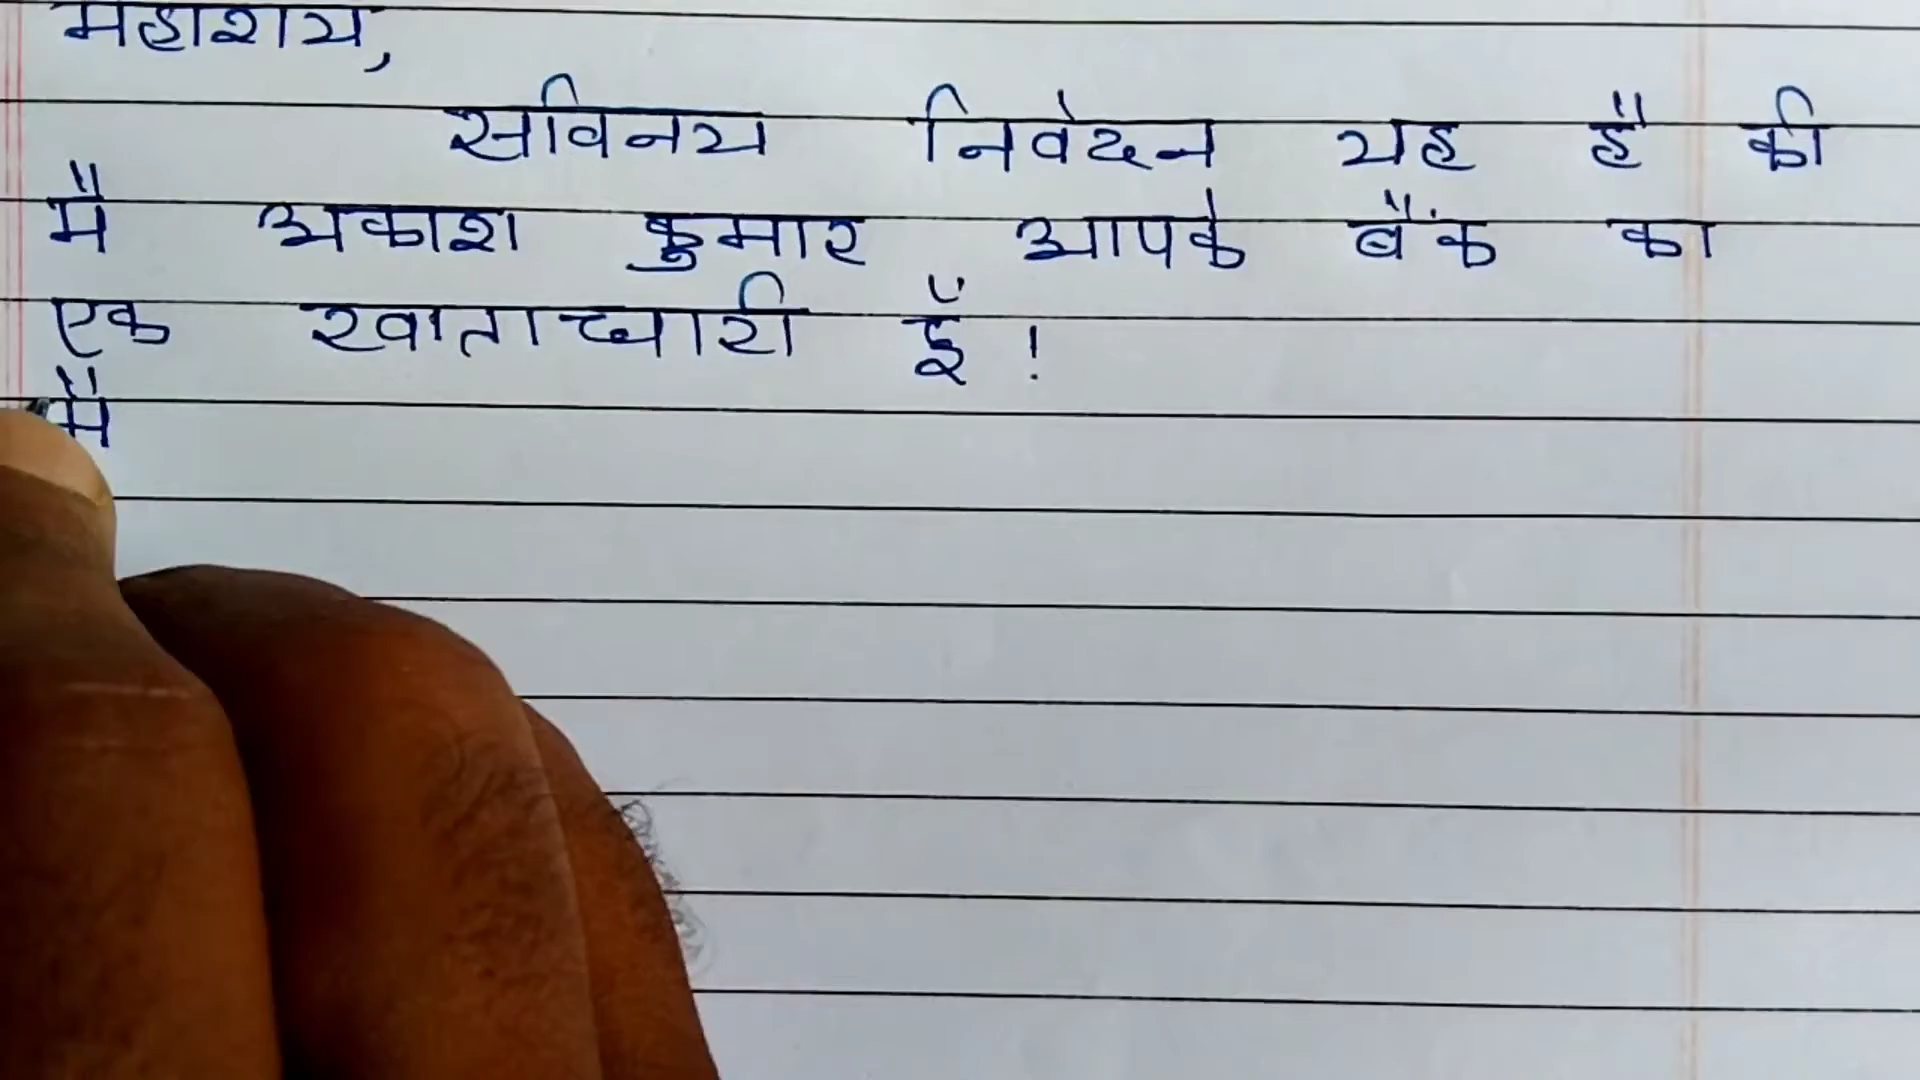 महाशय,
सविनय निवेदन यह है की
मै अकाश कुमार आपके बैंक का
एक खाताधारी हूँ !
मै